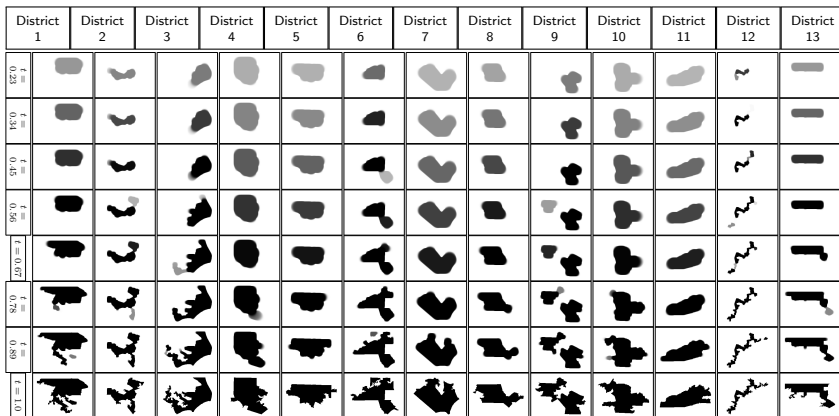 District 1 District 2 District 3 District 4 District 5 District 6 District 7 District 8 District 9 District 10 District 11 District 12 District 13
t = 0.23
t = 0.34
t = 0.45
t = 0.56
t = 0.67
t = 0.78
t = 0.89
t = 1.0